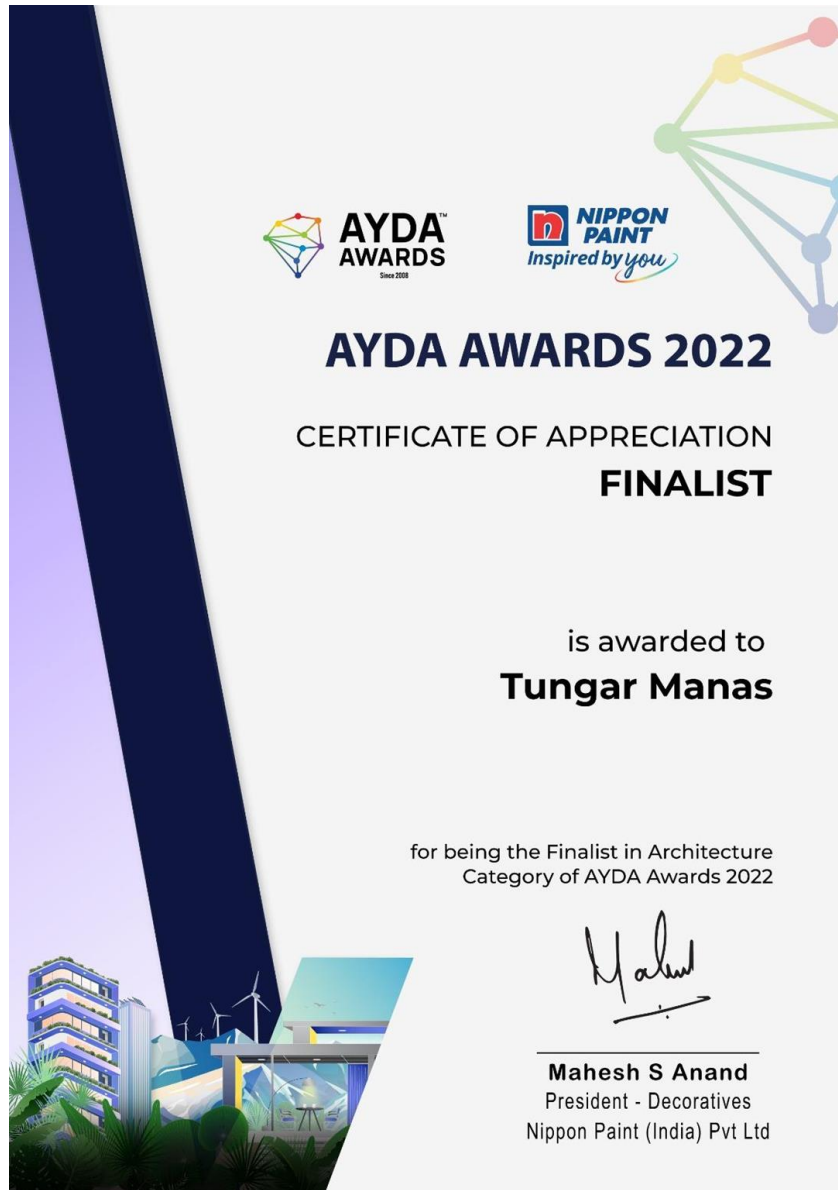 AYDA™
AWARDS
Since 2008
NIPPON
PAINT
Inspired by you
AYDA AWARDS 2022
CERTIFICATE OF APPRECIATION
FINALIST
is awarded to
Tungar Manas
for being the Finalist in Architecture
Category of AYDA Awards 2022
Mahesh S Anand
President - Decoratives
Nippon Paint (India) Pvt Ltd